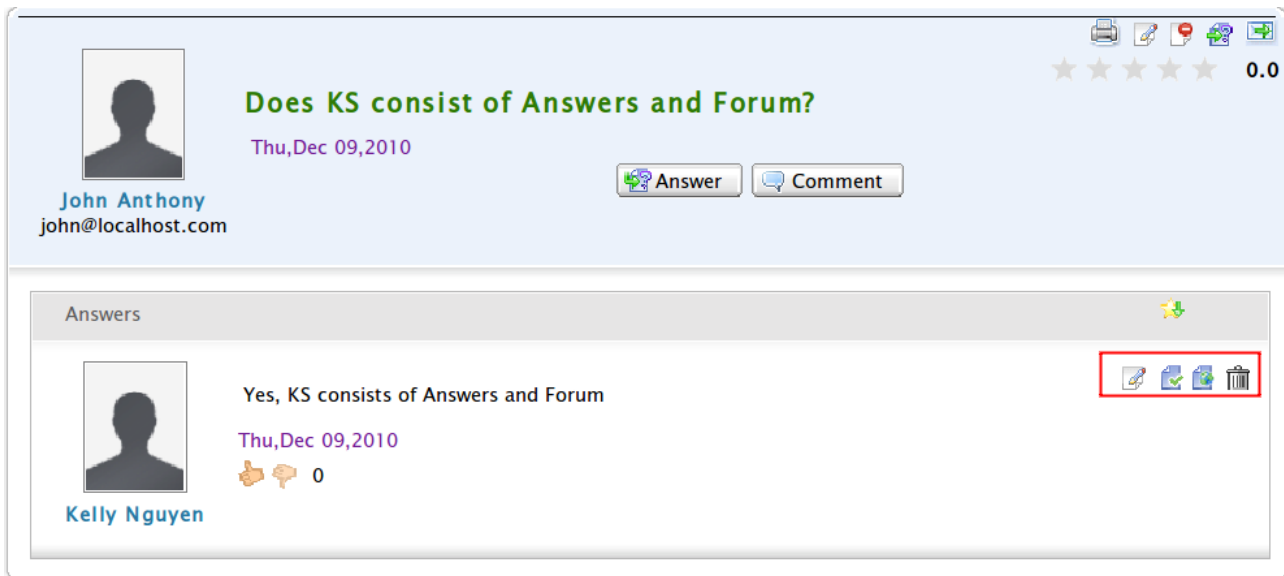 0.0
Does KS consist of Answers and Forum?
Thu,Dec 09,2010
Answer
Comment
John Anthony
john@localhost.com
Answers
Yes, KS consists of Answers and Forum
Thu,Dec 09,2010
0
Kelly Nguyen